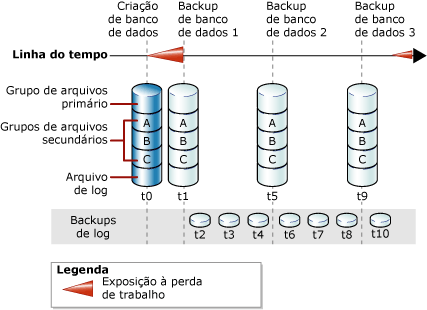 Criação de banco de dados
Backup de banco de dados 1
Backup de banco de dados 2
Backup de banco de dados 3
Linha do tempo
Grupo de arquivos primário
Grupos de arquivos secundários
Arquivo de log
A A A A
B B B B
C C C C
t0 t1 t5 t9
Backups de log
t2 t3 t4 t6 t7 t8 t10
Legenda
Exposição à perda de trabalho